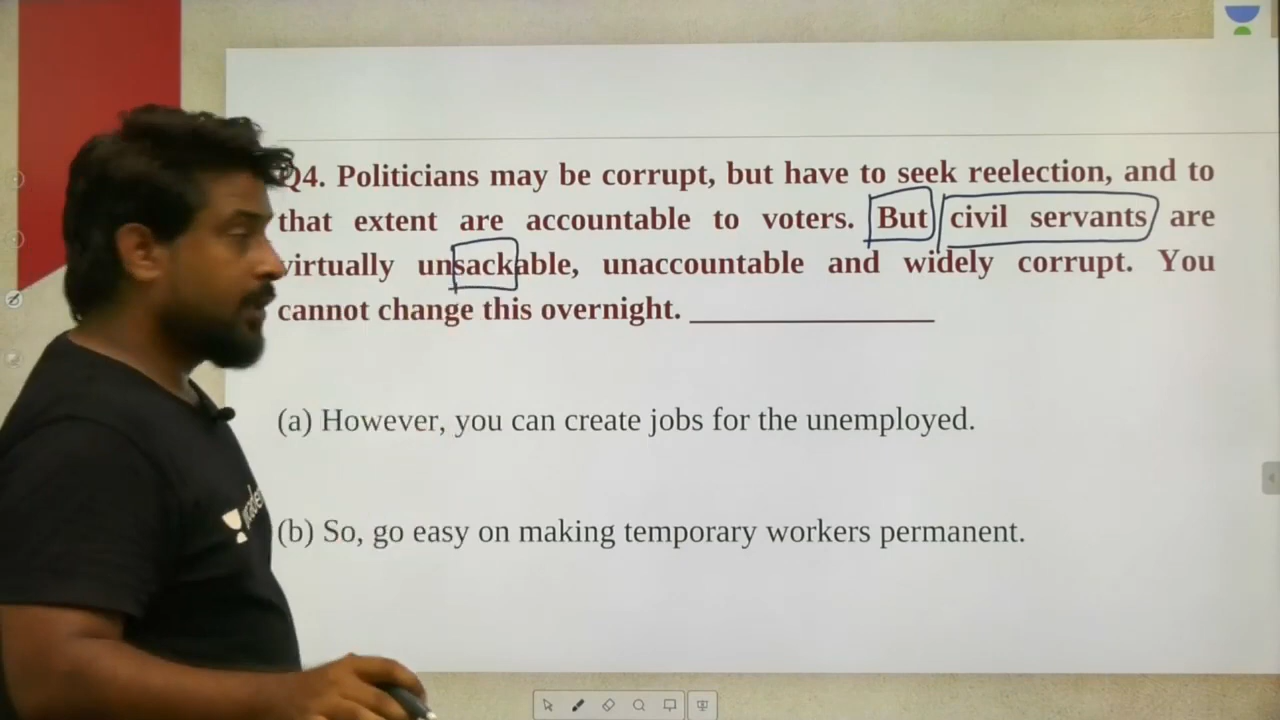 Q4. Politicians may be corrupt, but have to seek reelection, and to
that extent are accountable to voters. But civil servants are
virtually unsackable, unaccountable and widely corrupt. You
cannot change this overnight. ____________
(a) However, you can create jobs for the unemployed.
(b) So, go easy on making temporary workers permanent.